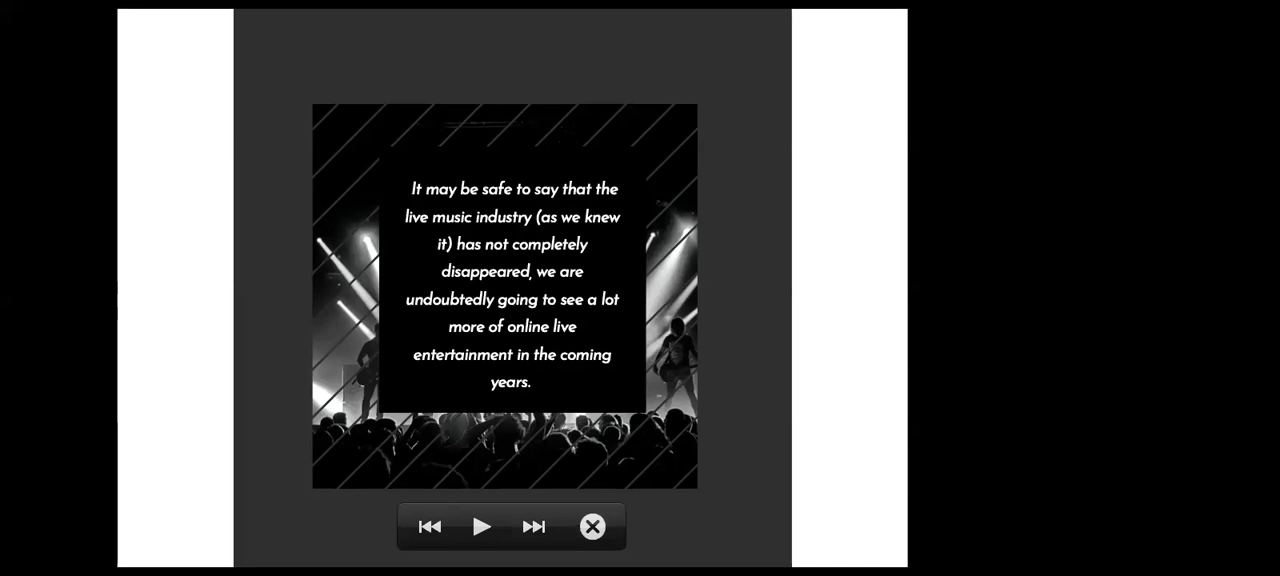 It may be safe to say that the
live music industry (as we knew
it) has not completely
disappeared, we are
undoubtedly going to see a lot
more of online live
entertainment in the coming
years.